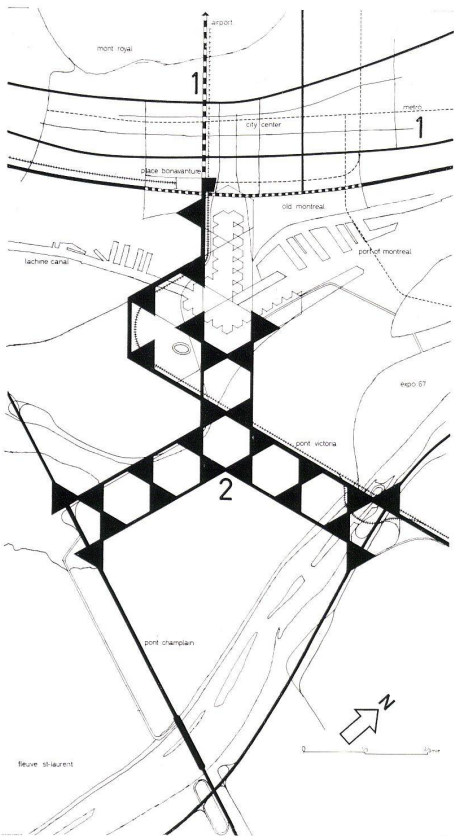 airport
mont royal
1
metro
city center
1
place bonavanture
old montreal
port of montreal
lachine canal
expo 67
pont victoria
2
pont champlain
N
fleuve st-laurent